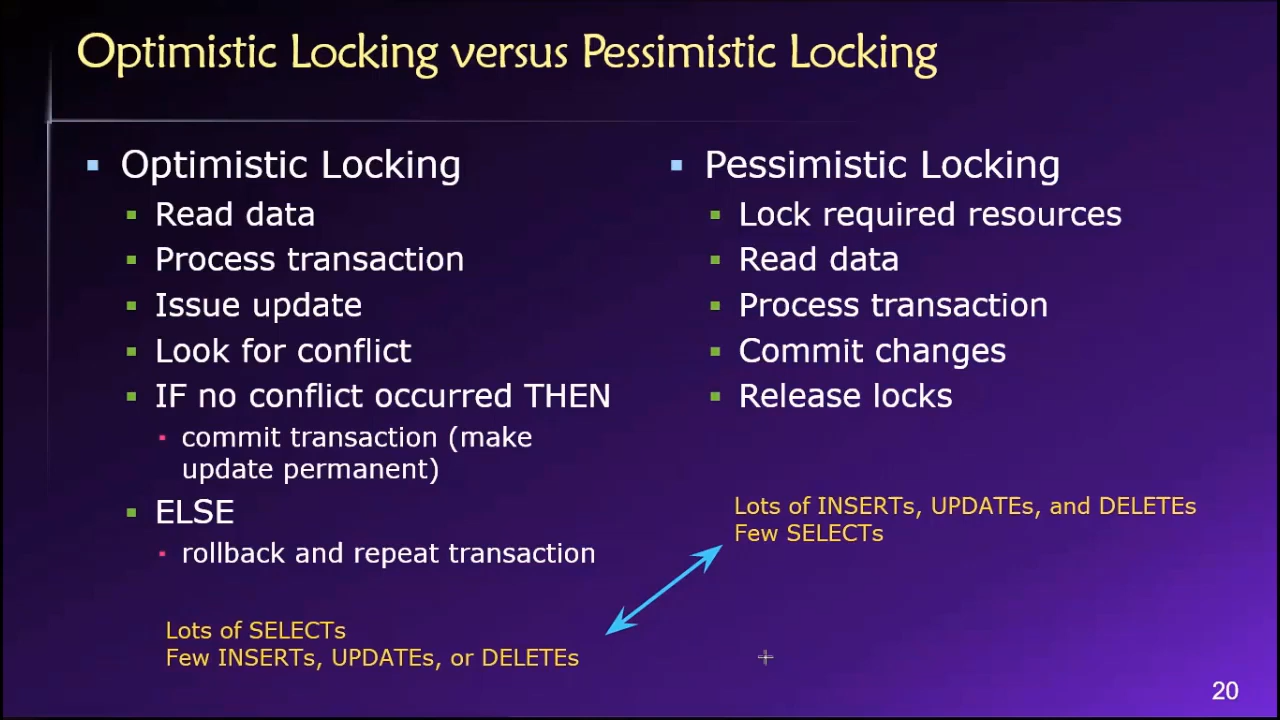 Optimistic Locking versus Pessimistic Locking
Optimistic Locking
Read data
Process transaction
Issue update
Look for conflict
IF no conflict occurred THEN
commit transaction (make
update permanent)
ELSE
rollback and repeat transaction
Lots of SELECTs
Few INSERTs, UPDATEs, or DELETEs
Pessimistic Locking
Lock required resources
Read data
Process transaction
Commit changes
Release locks
Lots of INSERTs, UPDATEs, and DELETEs
Few SELECTs
20